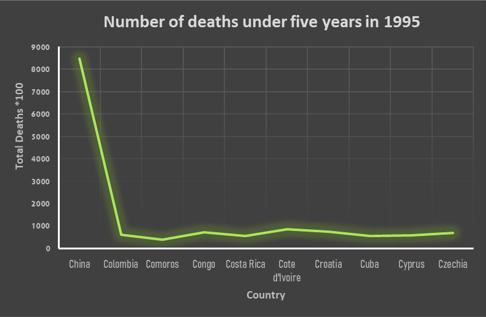 Number of deaths under five years in 1995
Total Deaths *100
9000
8000
7000
6000
5000
4000
3000
2000
1000
0
China Colombia Comoros Congo Costa Rica Cote d'Ivoire Croatia Cuba Cyprus Czechia
Country